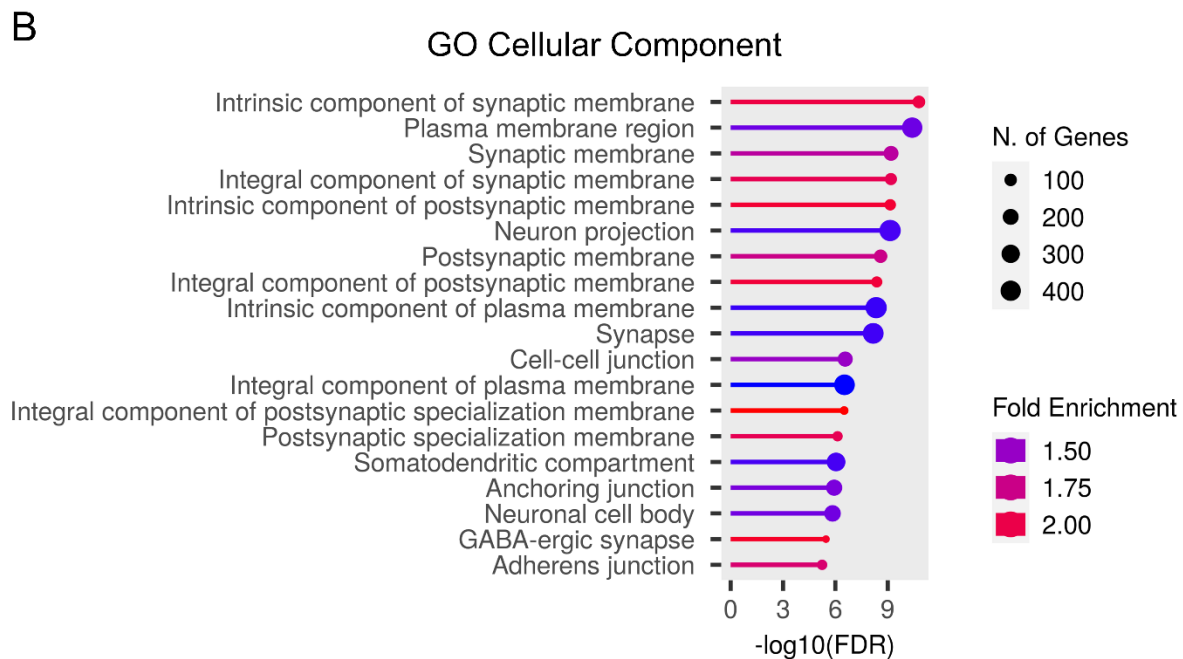 B
GO Cellular Component
Intrinsic component of synaptic membrane
Plasma membrane region
Synaptic membrane
Integral component of synaptic membrane
Intrinsic component of postsynaptic membrane
Neuron projection
Postsynaptic membrane
Integral component of postsynaptic membrane
Intrinsic component of plasma membrane
Synapse
Cell-cell junction
Integral component of plasma membrane
Integral component of postsynaptic specialization membrane
Postsynaptic specialization membrane
Somatodendritic compartment
Anchoring junction
Neuronal cell body
GABA-ergic synapse
Adherens junction
0 3 6 9
-log10(FDR)
N. of Genes
100
200
300
400
Fold Enrichment
1.50
1.75
2.00